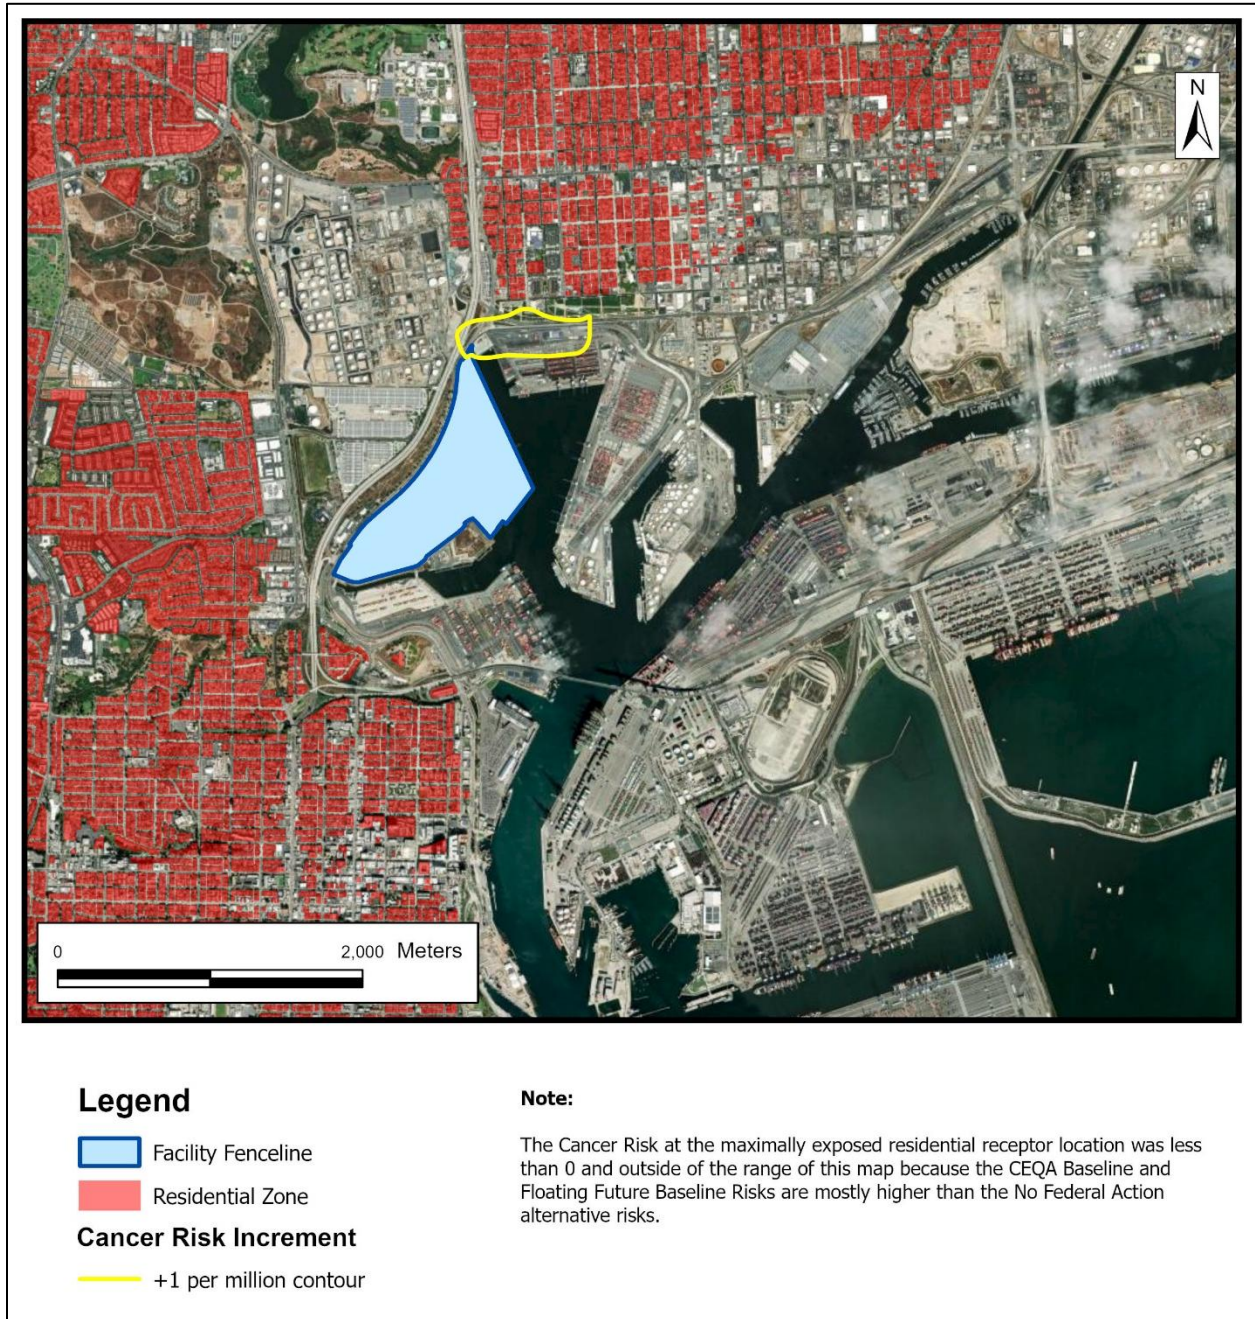 N
0 2,000 Meters
Legend
Facility Fenceline
Residential Zone
Cancer Risk Increment
+1 per million contour
Note:
The Cancer Risk at the maximally exposed residential receptor location was less
than 0 and outside of the range of this map because the CEQA Baseline and
Floating Future Baseline Risks are mostly higher than the No Federal Action
alternative risks.